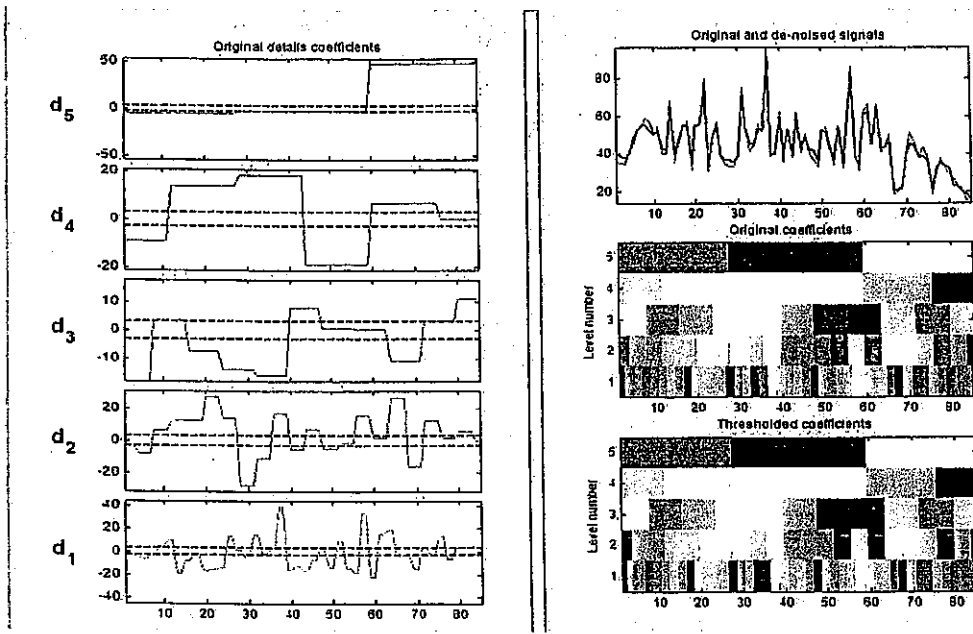 Original details coefficients
50
d5
0
-50
20
d4
0
-20
10
d3
0
-10
20
d2
0
-20
40
20
d1
0
-20
-40
10 20 30 40 50 60 70 80
Original and de-noised signals
80
60
40
20
10 20 30 40 50 60 70 80
Original coefficients
Level number
5
4
3
2
1
10 20 30 40 50 60 70 80
Thresholded coefficients
Level number
5
4
3
2
1
10 20 30 40 50 60 70 80